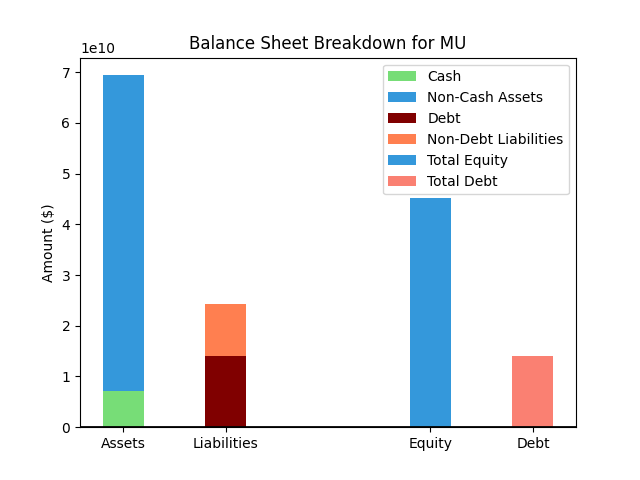 Balance Sheet Breakdown for MU
1e10
7
6
5
4
3
2
1
0
Amount ($)
Cash
Non-Cash Assets
Debt
Non-Debt Liabilities
Total Equity
Total Debt
Assets Liabilities Equity Debt